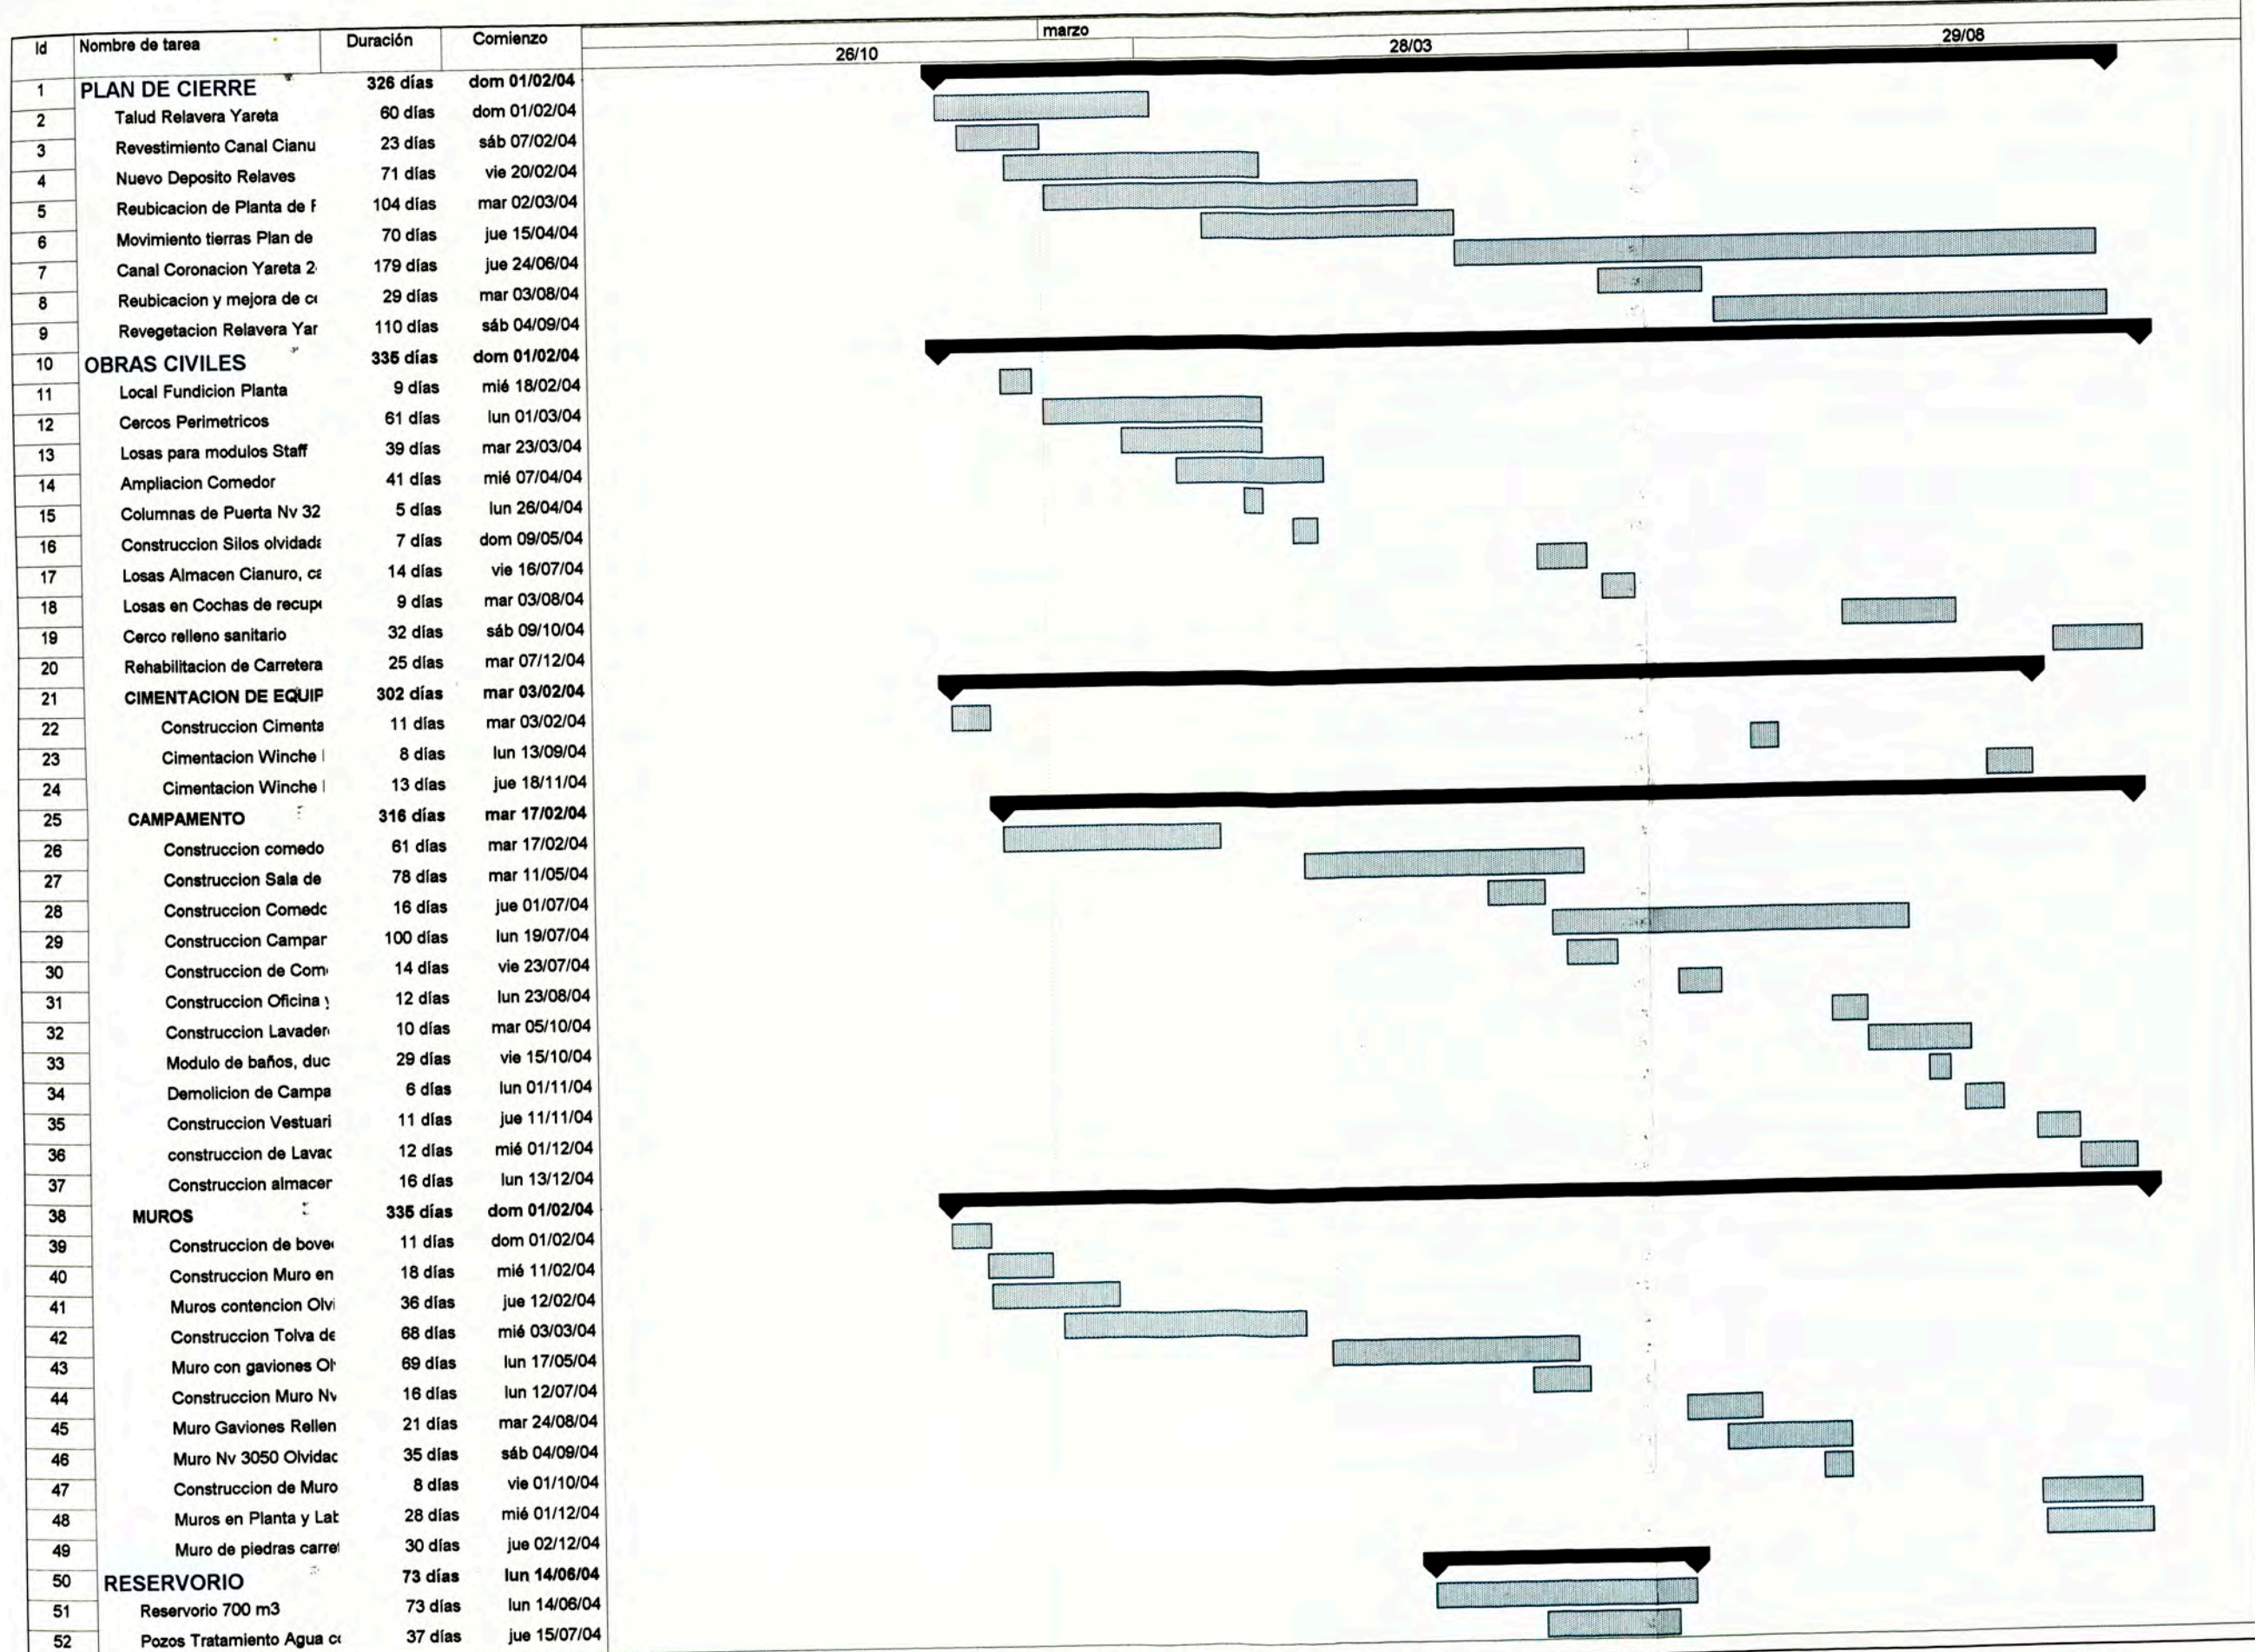 marzo
Id Nombre de tarea Duración Comienzo 26/10 28/03 29/08
1 PLAN DE CIERRE 326 días dom 01/02/04
2 Talud Relavera Yareta 60 días dom 01/02/04
3 Revestimiento Canal Cianu 23 días sáb 07/02/04
4 Nuevo Deposito Relaves 71 días vie 20/02/04
5 Reubicacion de Planta de 104 días mar 02/03/04
6 Movimiento tierras Plan de 70 días jue 15/04/04
7 Canal Coronacion Yareta 2 179 días jue 24/06/04
8 Reubicacion y mejora de 29 días mar 03/08/04
9 Revegetacion Relavera Yar 110 días sáb 04/09/04
10 OBRAS CIVILES 335 días dom 01/02/04
11 Local Fundicion Planta 9 días mié 18/02/04
12 Cercos Perimetricos 61 días lun 01/03/04
13 Losas para modulos Staff 39 días mar 23/03/04
14 Ampliacion Comedor 41 días mié 07/04/04
15 Columnas de Puerta Nv 32 5 días lun 26/04/04
16 Construccion Silos olvidada 7 días dom 09/05/04
17 Losas Almacen Cianuro, ca 14 días vie 16/07/04
18 Losas en Cochas de recup 9 días mar 03/08/04
19 Cerco relleno sanitario 32 días sáb 09/10/04
20 Rehabilitacion de Carretera 25 días mar 07/12/04
21 CIMENTACION DE EQUIP 302 días mar 03/02/04
22 Construccion Cimenta 11 días mar 03/02/04
23 Cimentacion Winche 8 días lun 13/09/04
24 Cimentacion Winche 13 días jue 18/11/04
25 CAMPAMENTO 316 días mar 17/02/04
26 Construccion comedo 61 días mar 17/02/04
27 Construccion Sala de 78 días mar 11/05/04
28 Construccion Comedc 16 días jue 01/07/04
29 Construccion Campar 100 días lun 19/07/04
30 Construccion de Com 14 días vie 23/07/04
31 Construccion Oficina y 12 días lun 23/08/04
32 Construccion Lavader 10 días mar 05/10/04
33 Modulo de baños, duc 29 días vie 15/10/04
34 Demolicion de Campa 6 días lun 01/11/04
35 Construccion Vestuari 11 días jue 11/11/04
36 construccion de Lavac 12 días mié 01/12/04
37 Construccion almacer 16 días lun 13/12/04
38 MUROS 335 días dom 01/02/04
39 Construccion de bove 11 días dom 01/02/04
40 Construccion Muro en 18 días mié 11/02/04
41 Muros contencion Olvi 36 días jue 12/02/04
42 Construccion Tolva de 68 días mié 03/03/04
43 Muro con gaviones Ol 69 días lun 17/05/04
44 Construccion Muro Nv 16 días lun 12/07/04
45 Muro Gaviones Rellen 21 días mar 24/08/04
46 Muro Nv 3050 Olvidac 35 días sáb 04/09/04
47 Construccion de Muro 8 días vie 01/10/04
48 Muros en Planta y Lab 28 días mié 01/12/04
49 Muro de piedras carre 30 días jue 02/12/04
50 RESERVORIO 73 días lun 14/06/04
51 Reservorio 700 m3 73 días lun 14/06/04
52 Pozos Tratamiento Agua 37 días jue 15/07/04